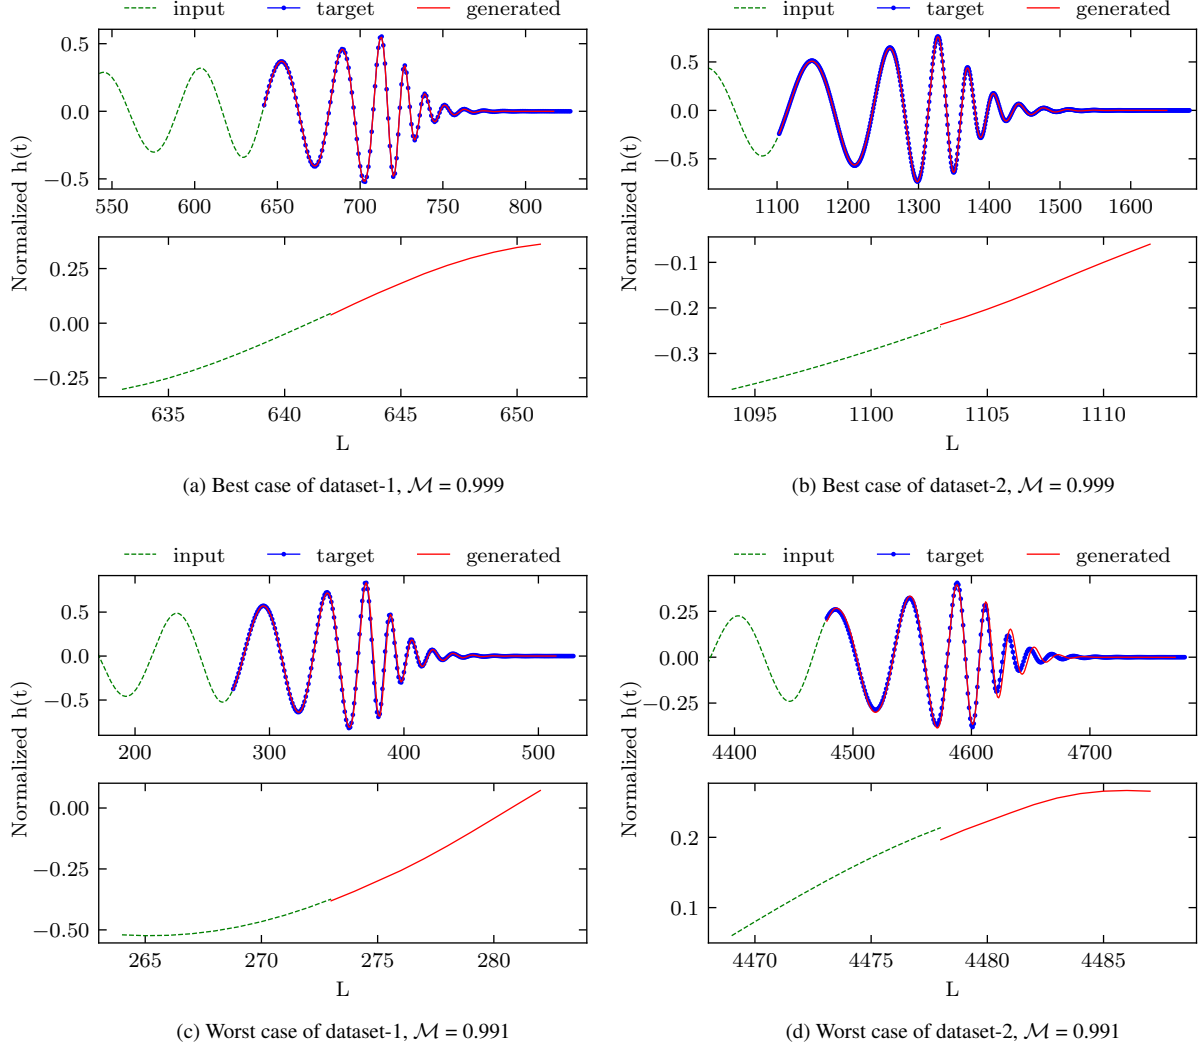 input target generated
0.5
0.0
−0.5
550 600 650 700 750 800
0.25
0.00
−0.25
635 640 645 650
L
Normalized h(t)
(a) Best case of dataset-1, ℳ = 0.999
input target generated
0.5
0.0
−0.5
1100 1200 1300 1400 1500 1600
−0.1
−0.2
−0.3
1095 1100 1105 1110
L
Normalized h(t)
(b) Best case of dataset-2, ℳ = 0.999
input target generated
0.5
0.0
−0.5
200 300 400 500
0.00
−0.25
−0.50
265 270 275 280
L
Normalized h(t)
(c) Worst case of dataset-1, ℳ = 0.991
input target generated
0.25
0.00
−0.25
4400 4500 4600 4700
0.2
0.1
4470 4475 4480 4485
L
Normalized h(t)
(d) Worst case of dataset-2, ℳ = 0.991